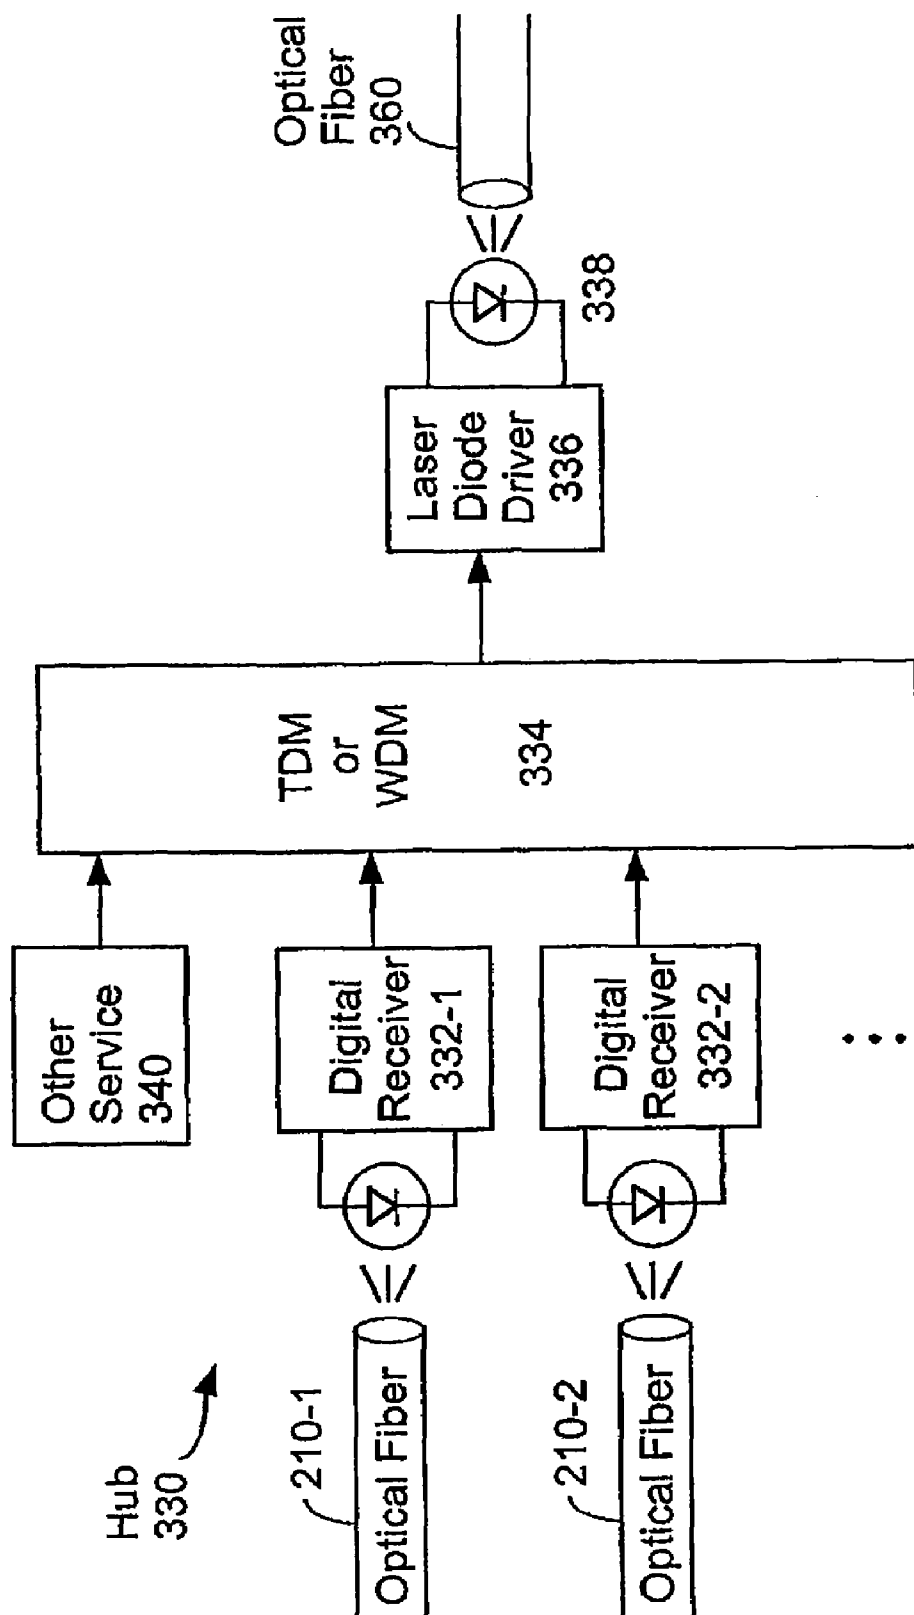 Hub
330
210-1
Optical Fiber
210-2
Optical Fiber
Other
Service
340
Digital
Receiver
332-1
Digital
Receiver
332-2
TDM
or
WDM
334
Laser
Diode
Driver
336
338
Optical
Fiber
360